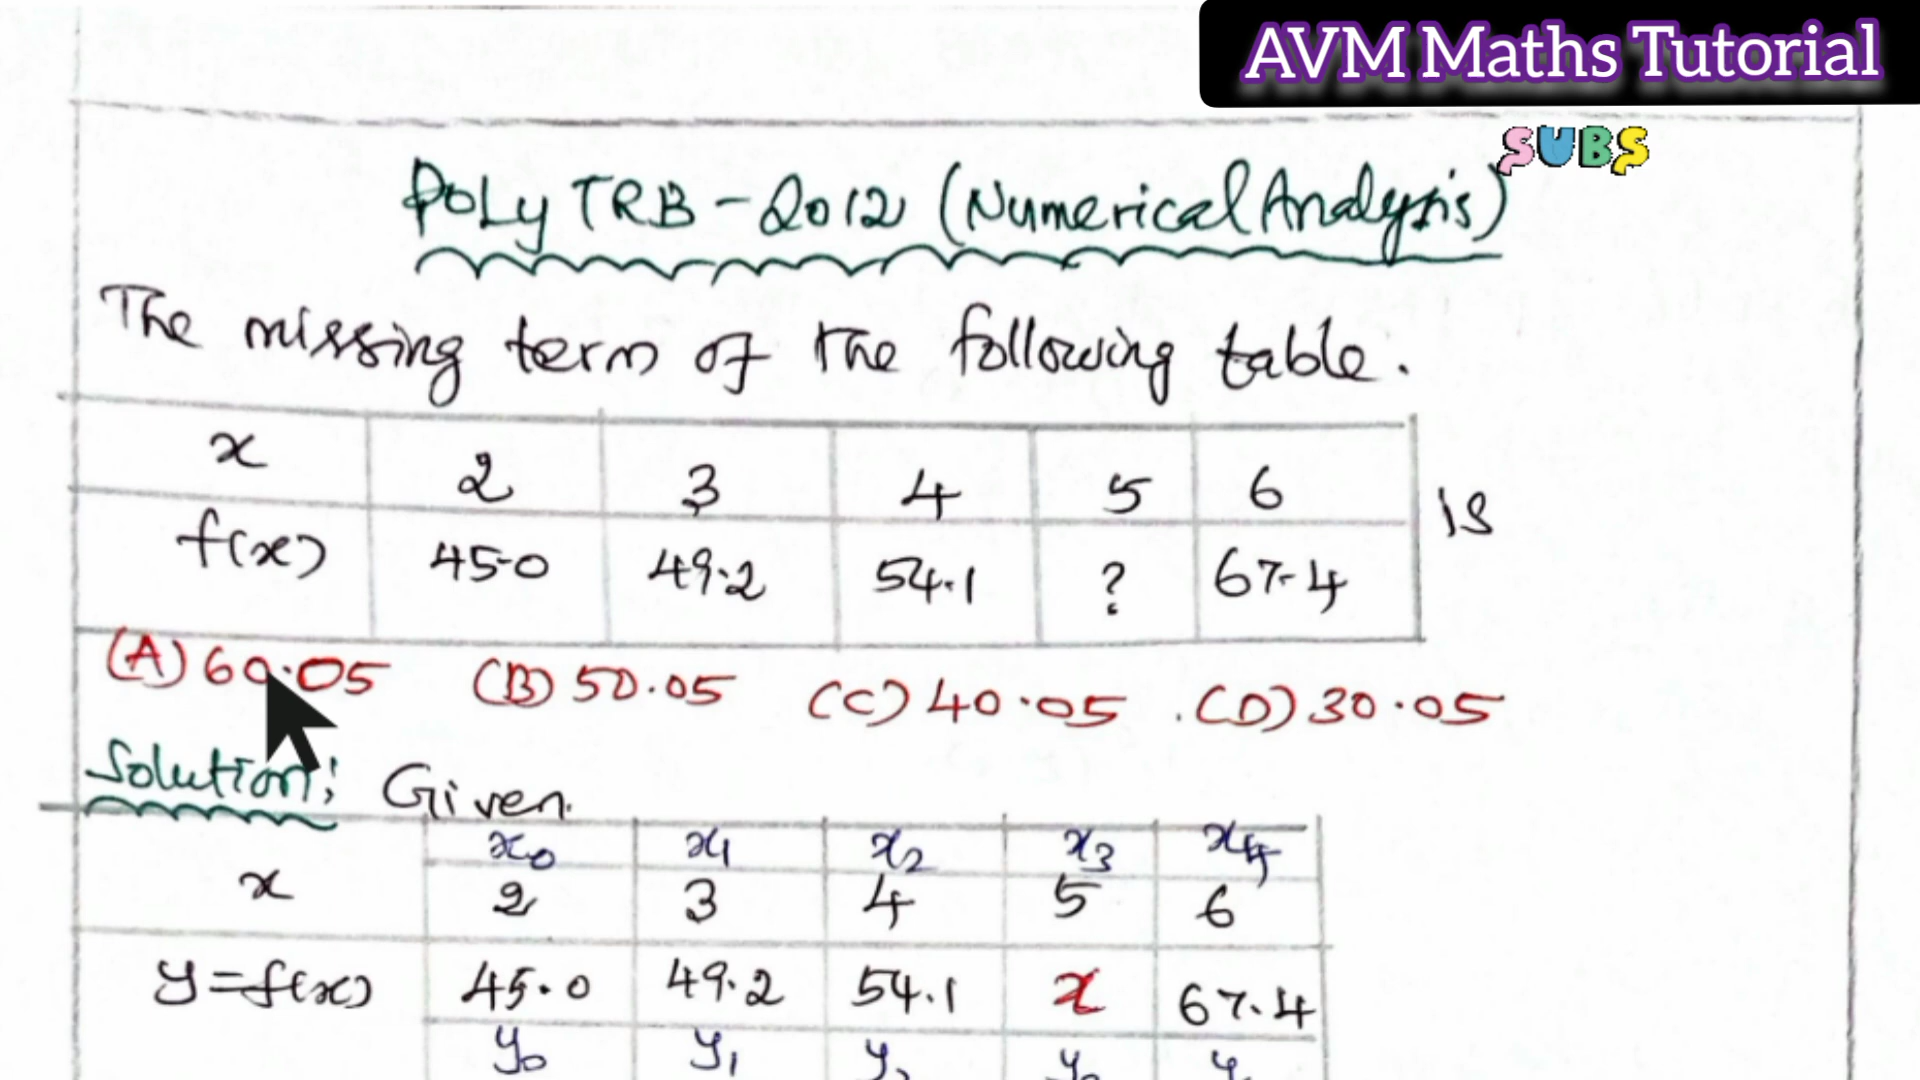 AVM Maths Tutorial
SUBS
Poly TRB - 2012 (Numerical Analysis)
The missing term of the following table.
x 2 3 4 5 6
is
f(x) 45.0 49.2 54.1 ? 67.4
(A) 60.05 (B) 50.05 (C) 40.05 (D) 30.05
Solution: Given.
x0 x1 x2 x3 x4
x 2 3 4 5 6
y = f(x) 45.0 49.2 54.1 x 67.4
y0 y1